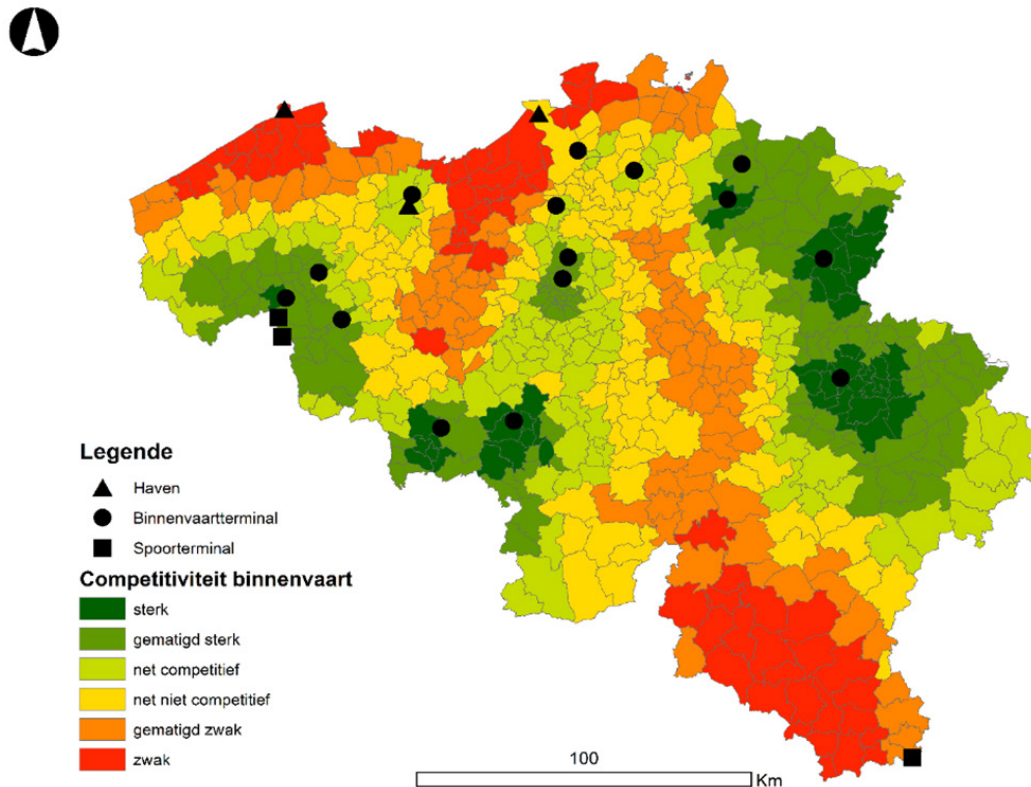 Legende
Haven
Binnenvaartterminal
Spoorterminal
Competitiviteit binnenvaart
sterk
gematigd sterk
net competitief
net niet competitief
gematigd zwak
zwak
100
Km